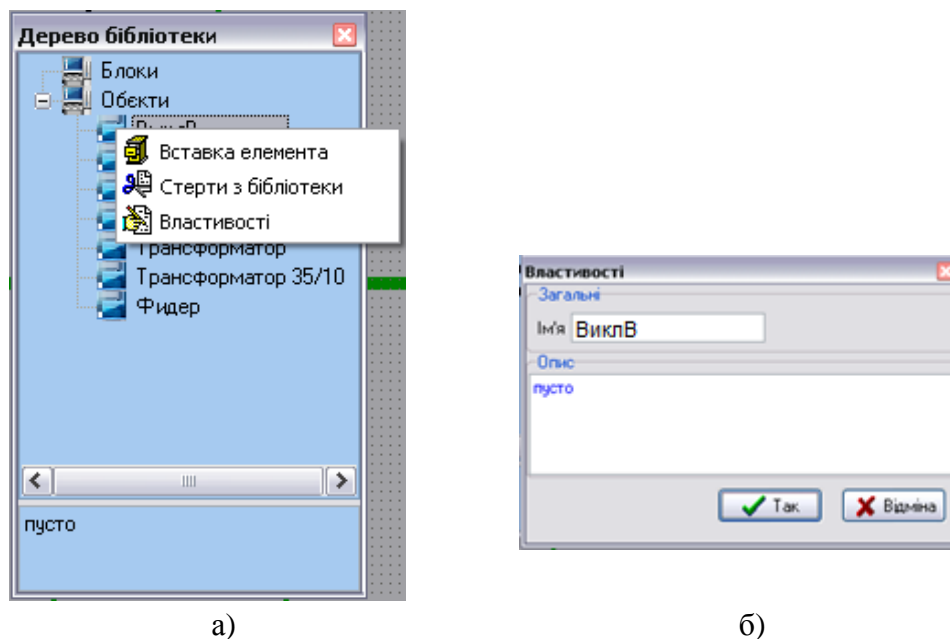 Дерево бібліотеки
Блоки
Обєкти
ВиклВ
Вставка елемента
Стерти з бібліотеки
Властивості
Трансформатор
Трансформатор 35/10
Фидер
пусто
а)
Властивості
Загальні
Ім'я ВиклВ
Опис
пусто
Так Відміна
б)